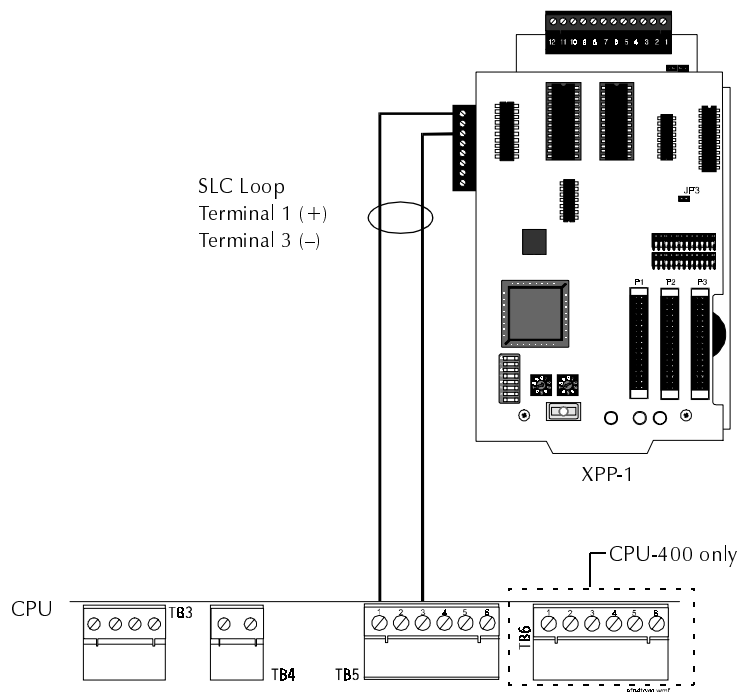 12 11 10 9 8 7 6 5 4 3 2 1
SLC Loop
Terminal 1 (+)
Terminal 3 (–)
JP3
P1 P2 P3
XPP-1
CPU-400 only
CPU
TB3
TB4
TB5
1 2 3 4 5 6
TB6
1 2 3 4 5 6